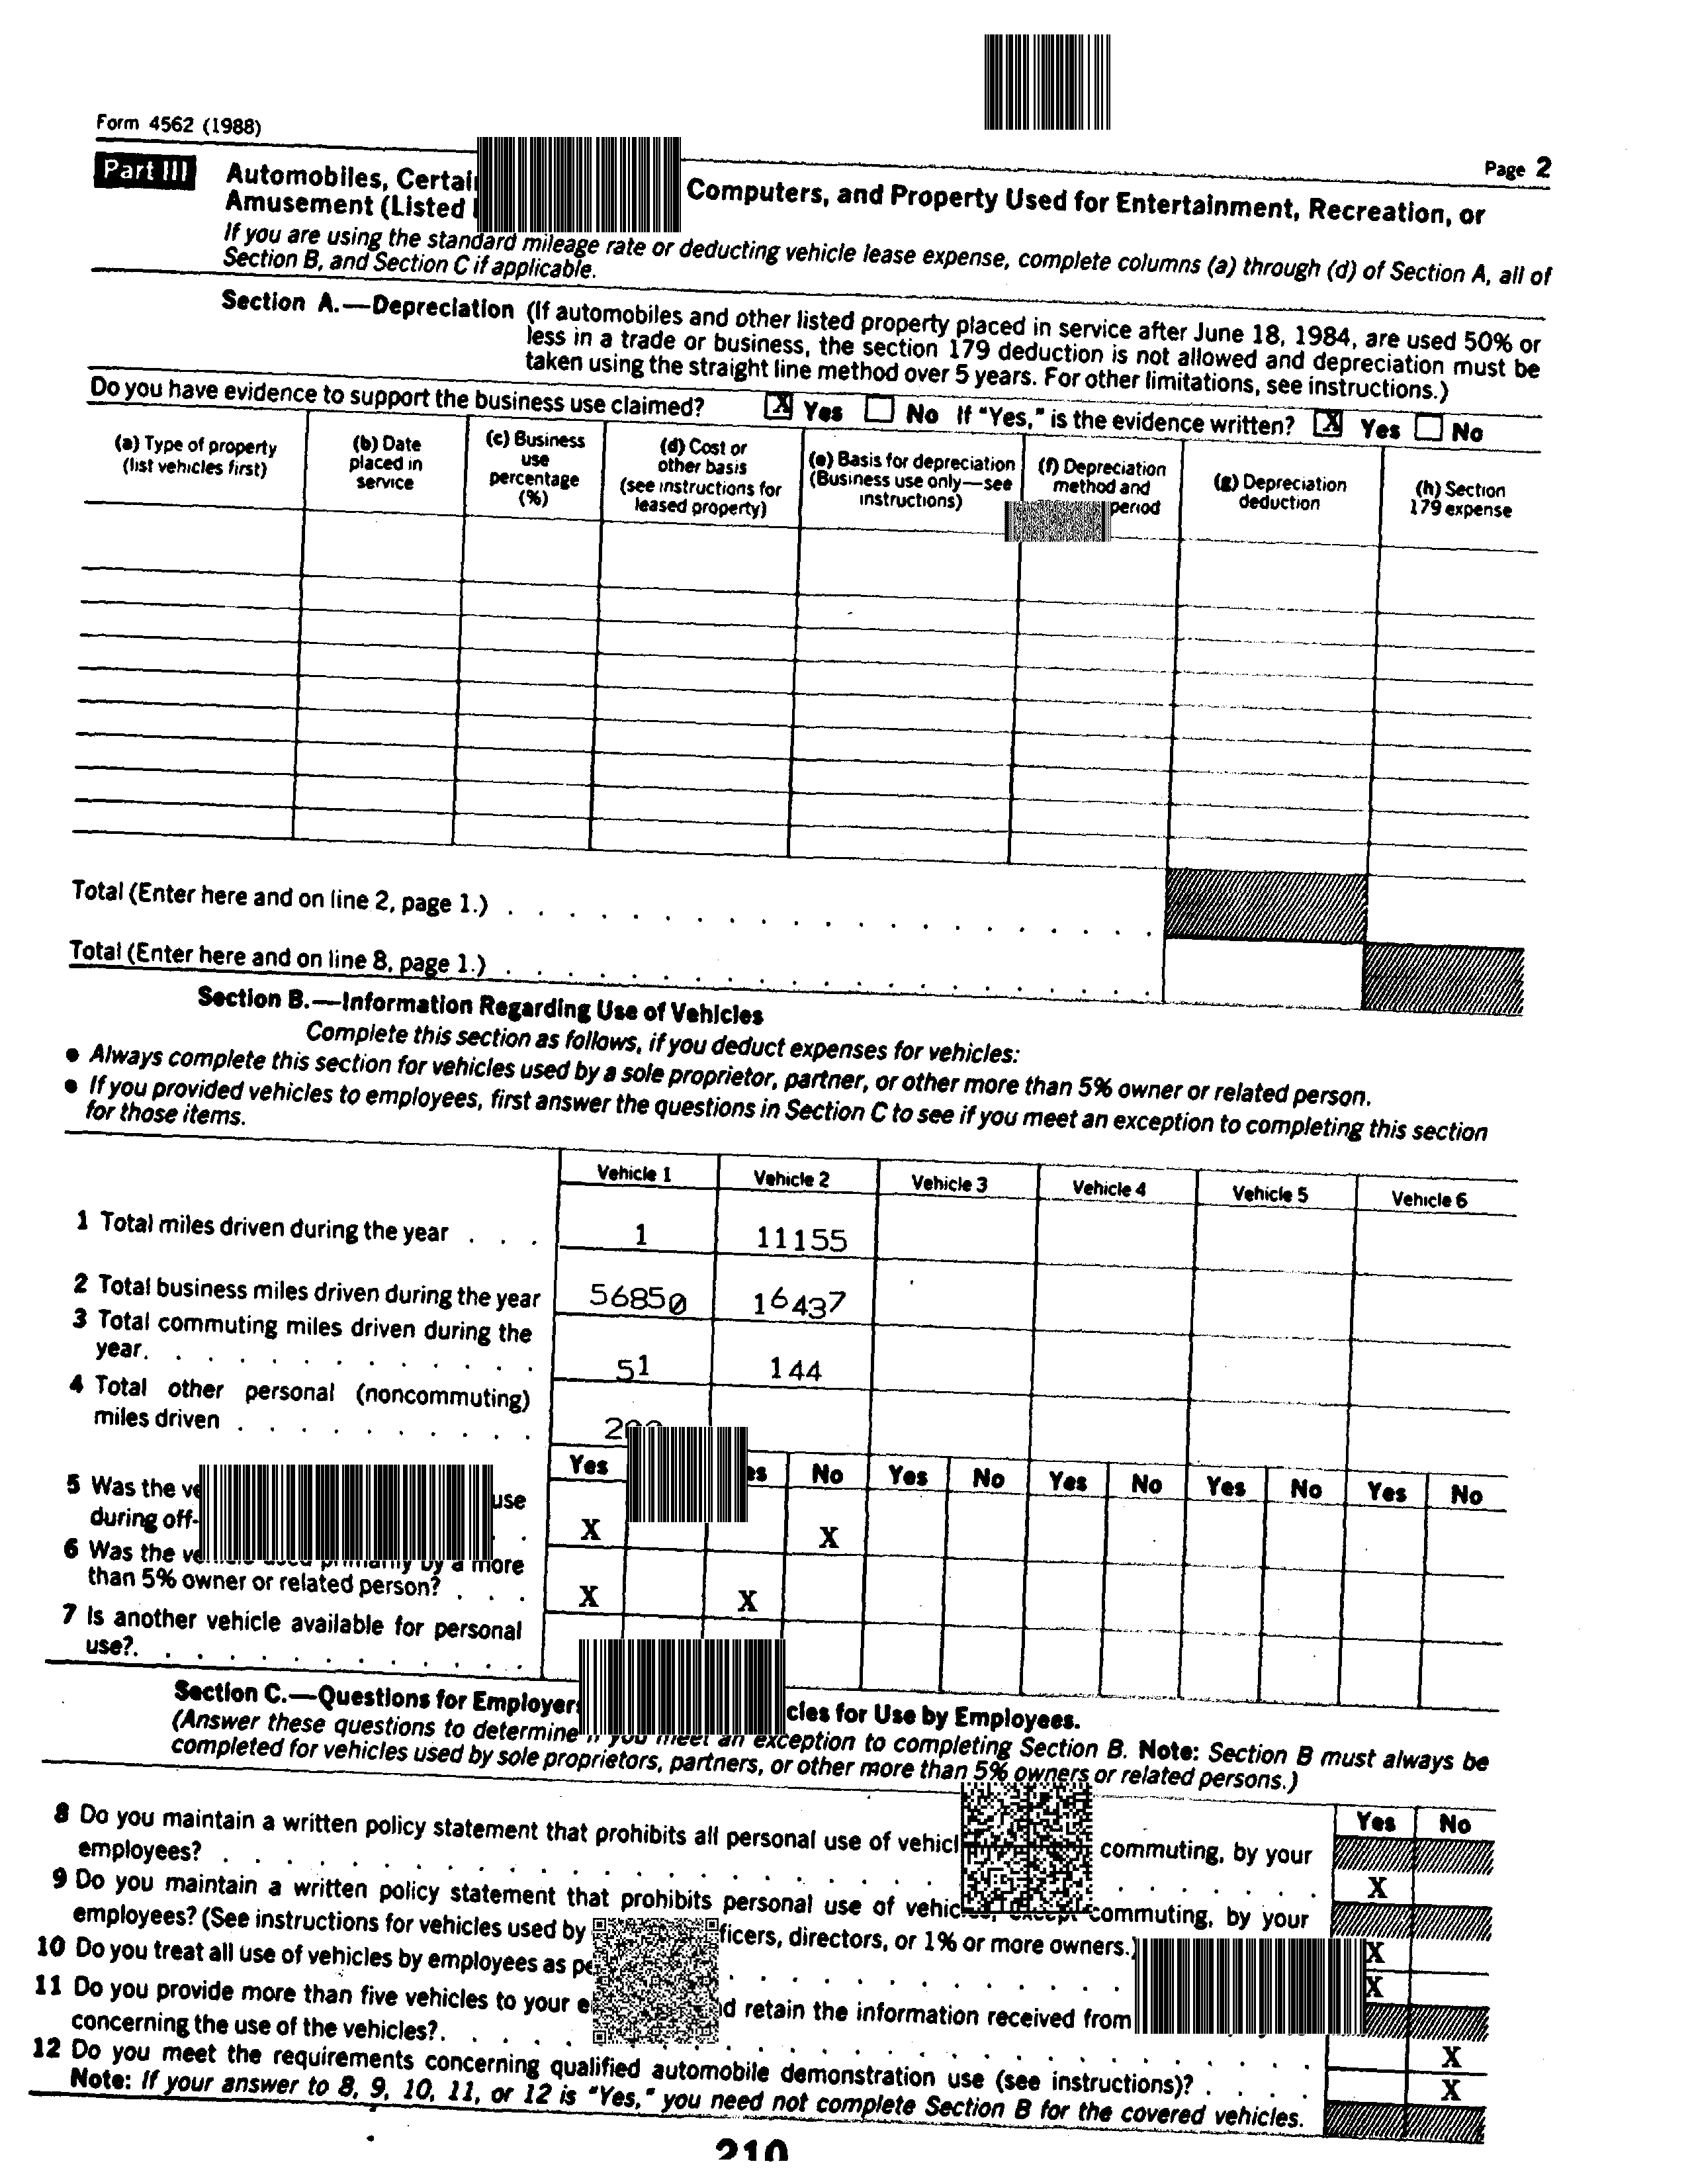 Form 4562 (1988)
Page 2
Part III Automobiles, Computers, and Property Used for Entertainment, Recreation, or
Amusement (Listed
If you are using the standard mileage rate or deducting vehicle lease expense, complete columns (a) through (d) of Section A, all of
Section B, and Section C if applicable.
Section A.—Depreciation (If automobiles and other listed property placed in service after June 18, 1984, are used 50% or
less in a trade or business, the section 179 deduction is not allowed and depreciation must be
taken using the straight line method over 5 years. For other limitations, see instructions.)
Do you have evidence to support the business use claimed? X Yes No If "Yes," is the evidence written? X Yes No
(a) Type of property
(list vehicles first)
(b) Date
placed in
service
(c) Business
use
percentage
(%)
(d) Cost or
other basis
(see instructions for
leased property)
(e) Basis for depreciation
(Business use only—see
instructions)
(f) Depreciation
method and
period
(g) Depreciation
deduction
(h) Section
179 expense
Total (Enter here and on line 2, page 1.)
Total (Enter here and on line 8, page 1.)
Section B.—Information Regarding Use of Vehicles
Complete this section as follows, if you deduct expenses for vehicles:
● Always complete this section for vehicles used by a sole proprietor, partner, or other more than 5% owner or related person.
● If you provided vehicles to employees, first answer the questions in Section C to see if you meet an exception to completing this section
for those items.
Vehicle 1 Vehicle 2 Vehicle 3 Vehicle 4 Vehicle 5 Vehicle 6
1 Total miles driven during the year . . . 1 11155
2 Total business miles driven during the year 56850 16437
3 Total commuting miles driven during the
year. 51 144
4 Total other personal (noncommuting)
miles driven
Yes No Yes No Yes No Yes No Yes No
5 Was the use
during off- X X
6 Was the primarily by a more
than 5% owner or related person? . . . X X
7 Is another vehicle available for personal
use?.
Section C.—Questions for for Use by Employees.
(Answer these questions to determine if you meet an exception to completing Section B. Note: Section B must always be
completed for vehicles used by sole proprietors, partners, or other more than 5% owners or related persons.)
Yes No
8 Do you maintain a written policy statement that prohibits all personal use of commuting, by your
employees? X
9 Do you maintain a written policy statement that prohibits personal use of except commuting, by your
employees? (See instructions for vehicles used by directors, or 1% or more owners.) X
10 Do you treat all use of vehicles by employees as X
11 Do you provide more than five vehicles to your retain the information received from
concerning the use of the vehicles?. X
12 Do you meet the requirements concerning qualified automobile demonstration use (see instructions)? X
Note: If your answer to 8, 9, 10, 11, or 12 is "Yes," you need not complete Section B for the covered vehicles.
210